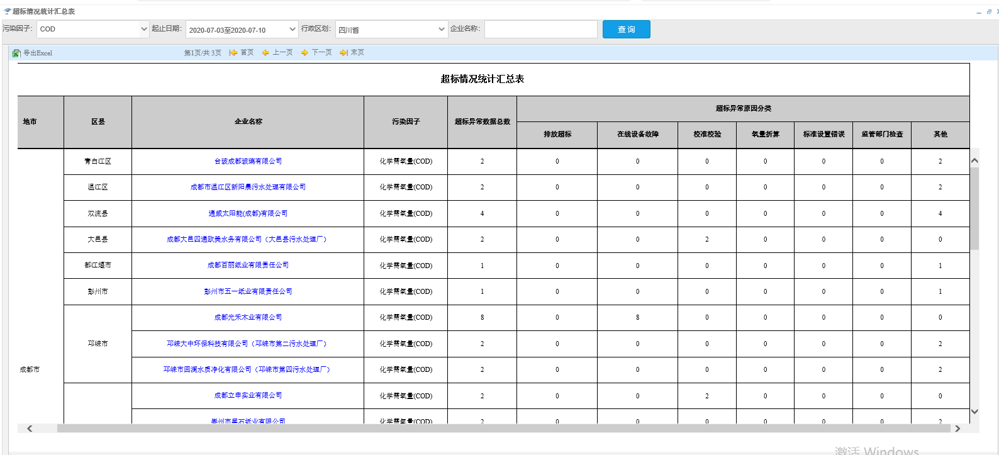 超标情况统计汇总表
污染因子: COD 起止日期: 2020-07-03至2020-07-10 行政区划: 四川省 企业名称: 查 询
导出Excel 第1页/共 3页 首页 上一页 下一页 末页
超标情况统计汇总表
地市 区县 企业名称 污染因子 超标异常数据总数 超标异常原因分类
排放超标 在线设备故障 校准校验 氧量折算 标准设置错误 监管部门检查 其他
青白江区 台玻成都玻璃有限公司 化学需氧量(COD) 2 0 0 0 0 0 0 2
温江区 成都市温江区新阳晨污水处理有限公司 化学需氧量(COD) 2 0 0 0 0 0 0 2
双流县 通威太阳能(成都)有限公司 化学需氧量(COD) 4 0 0 0 0 0 0 4
大邑县 成都大邑四通欧美水务有限公司（大邑县污水处理厂） 化学需氧量(COD) 2 0 0 2 0 0 0 0
都江堰市 成都百丽纸业有限责任公司 化学需氧量(COD) 1 0 0 0 0 0 0 1
彭州市 彭州市五一纸业有限责任公司 化学需氧量(COD) 1 0 0 0 0 0 0 1
成都光禾木业有限公司 化学需氧量(COD) 8 0 8 0 0 0 0 0
邛崃市 邛崃大中环保科技有限公司（邛崃市第二污水处理厂） 化学需氧量(COD) 2 0 0 0 0 0 0 2
成都市 邛崃市回澜水质净化有限公司（邛崃市第四污水处理厂） 化学需氧量(COD) 2 0 0 0 0 0 0 2
成都立申实业有限公司 化学需氧量(COD) 2 0 0 2 0 0 0 0
崇州市黑石纸业有限公司 化学需氧量(COD) 2 0 0 0 0 0 0 2
激活 Windows